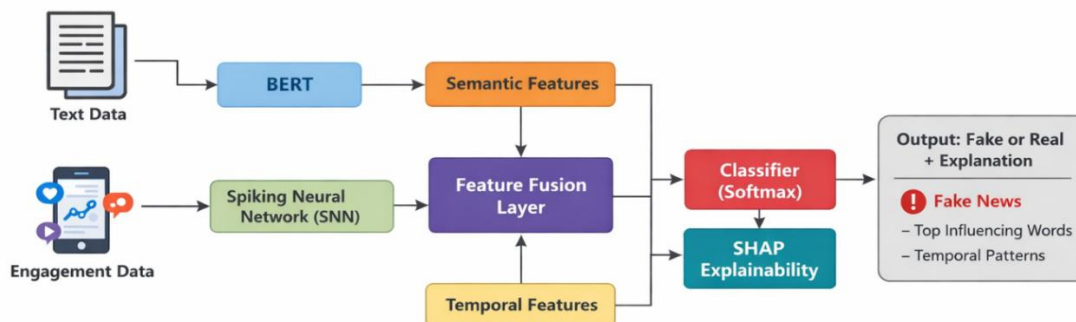 Text Data
BERT
Semantic Features
Engagement Data
Spiking Neural
Network (SNN)
Feature Fusion
Layer
Temporal Features
Classifier
(Softmax)
SHAP
Explainability
Output: Fake or Real
+ Explanation
! Fake News
– Top Influencing Words
– Temporal Patterns